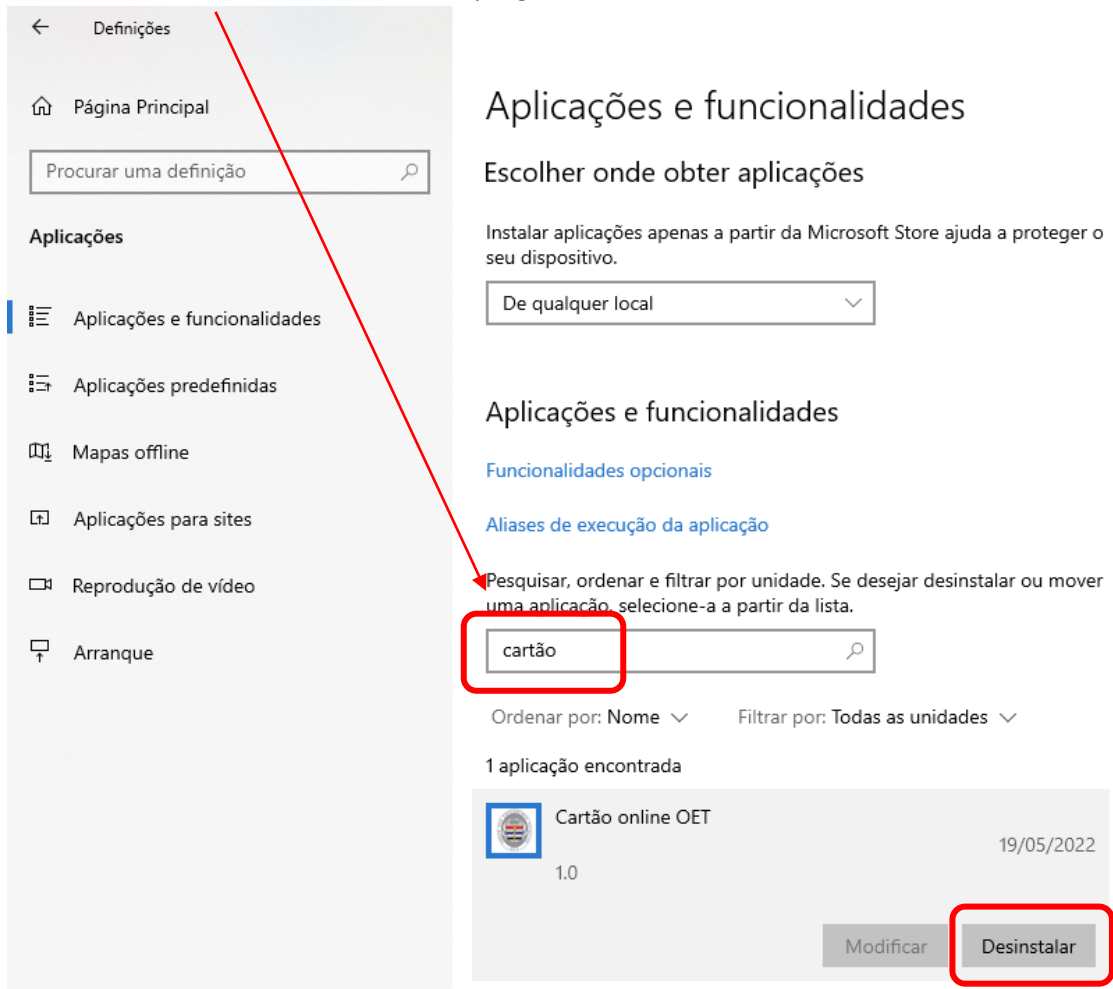 Definições
Página Principal
Procurar uma definição
Aplicações
Aplicações e funcionalidades
Aplicações predefinidas
Mapas offline
Aplicações para sites
Reprodução de vídeo
Arranque
Aplicações e funcionalidades
Escolher onde obter aplicações
Instalar aplicações apenas a partir da Microsoft Store ajuda a proteger o
seu dispositivo.
De qualquer local
Aplicações e funcionalidades
Funcionalidades opcionais
Aliases de execução da aplicação
Pesquisar, ordenar e filtrar por unidade. Se desejar desinstalar ou mover
uma aplicação, selecione-a a partir da lista.
cartão
Ordenar por: Nome Filtrar por: Todas as unidades
1 aplicação encontrada
Cartão online OET
19/05/2022
1.0
Modificar Desinstalar